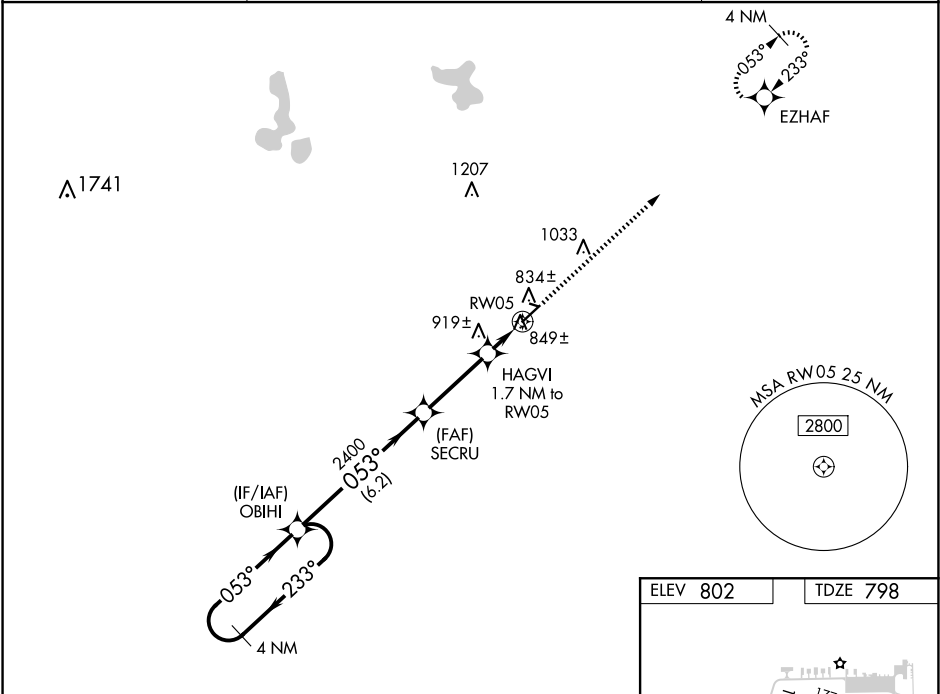 4 NM
053°
233°
EZHAF
1741
1207
1033
834±
RW05
919±
849±
HAGVI
1.7 NM to
RW05
(FAF)
SECRU
2400
053°
(6.2)
(IF/IAF)
OBIHI
053°
233°
4 NM
MSA RW05 25 NM
2800
ELEV 802
TDZE 798